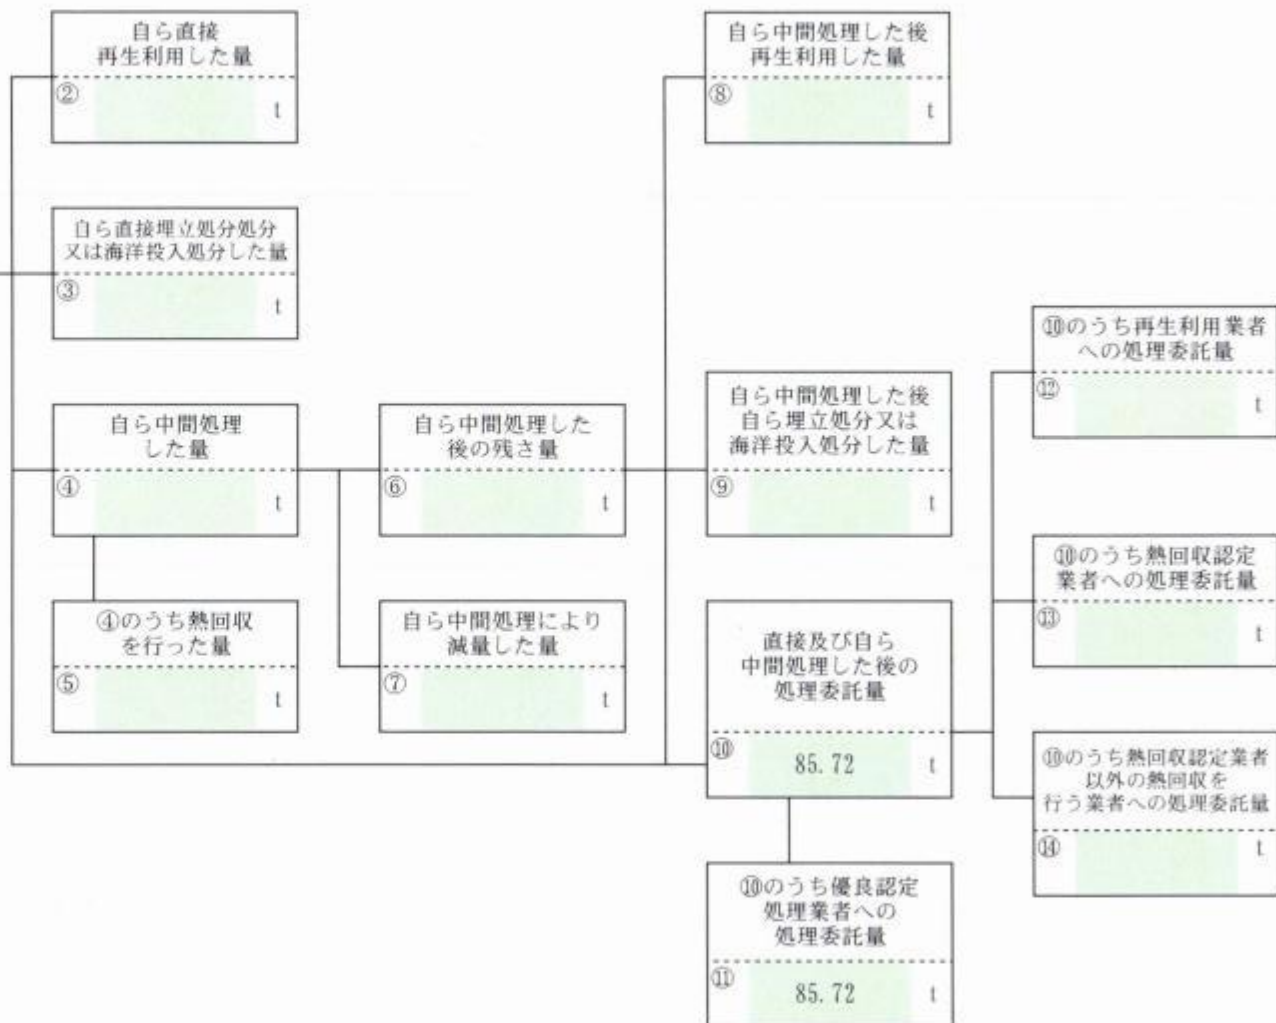 自ら直接
再生利用した量
②
t
自ら中間処理した後
再生利用した量
⑧
t
自ら直接埋立処分処分
又は海洋投入処分した量
③
t
⑩のうち再生利用業者
への処理委託量
⑫
t
自ら中間処理
した量
④
t
自ら中間処理した
後の残さ量
⑥
t
自ら中間処理した後
自ら埋立処分又は
海洋投入処分した量
⑨
t
⑩のうち熱回収認定
業者への処理委託量
⑬
t
④のうち熱回収
を行った量
⑤
t
自ら中間処理により
減量した量
⑦
t
直接及び自ら
中間処理した後の
処理委託量
⑩
85.72
t
⑩のうち熱回収認定業者
以外の熱回収を
行う業者への処理委託量
⑭
t
⑩のうち優良認定
処理業者への
処理委託量
⑪
85.72
t